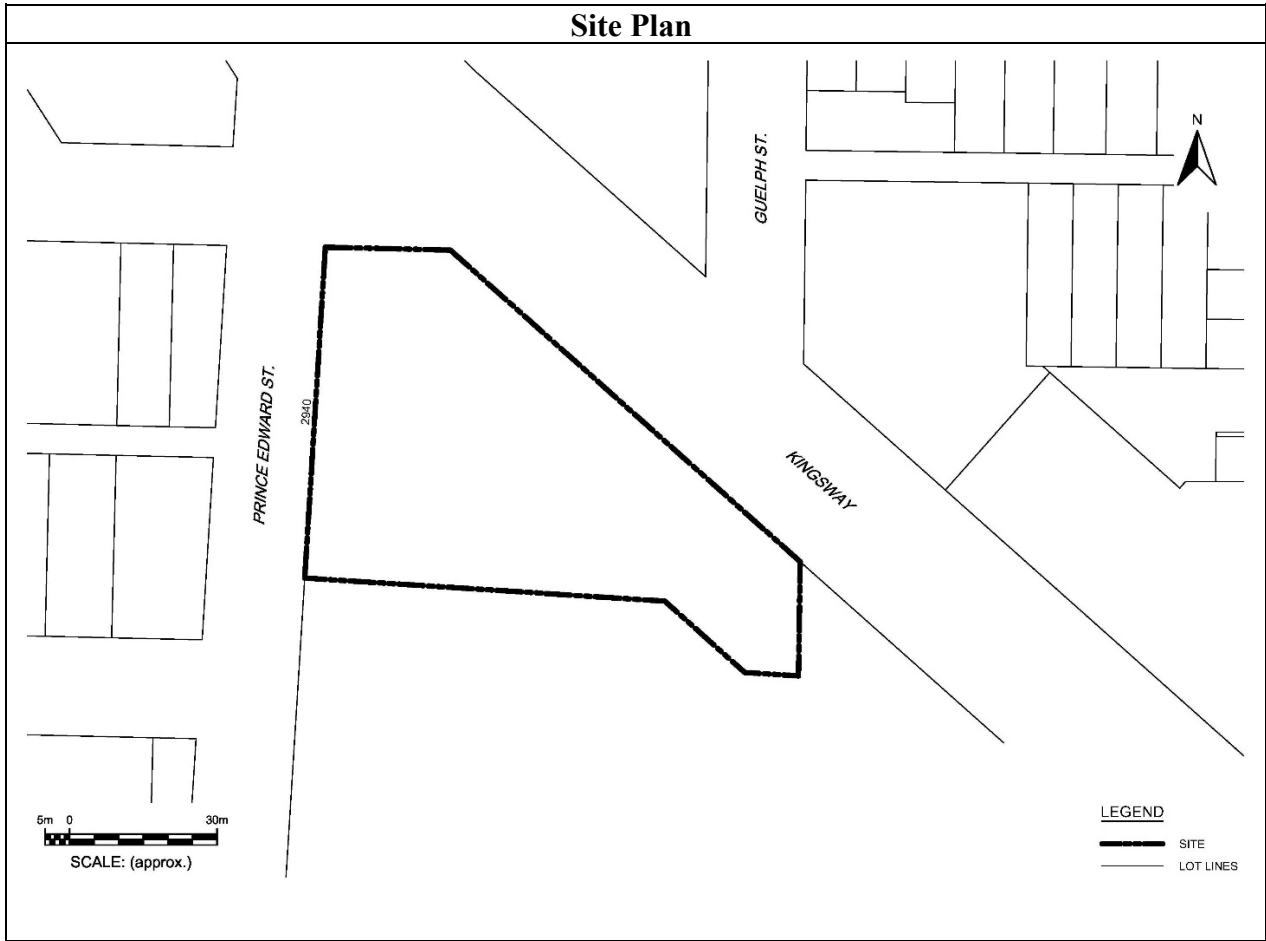 Site Plan
N
GUELPH ST.
PRINCE EDWARD ST.
2940
KINGSWAY
5m 0 30m
SCALE: (approx.)
LEGEND
SITE
LOT LINES